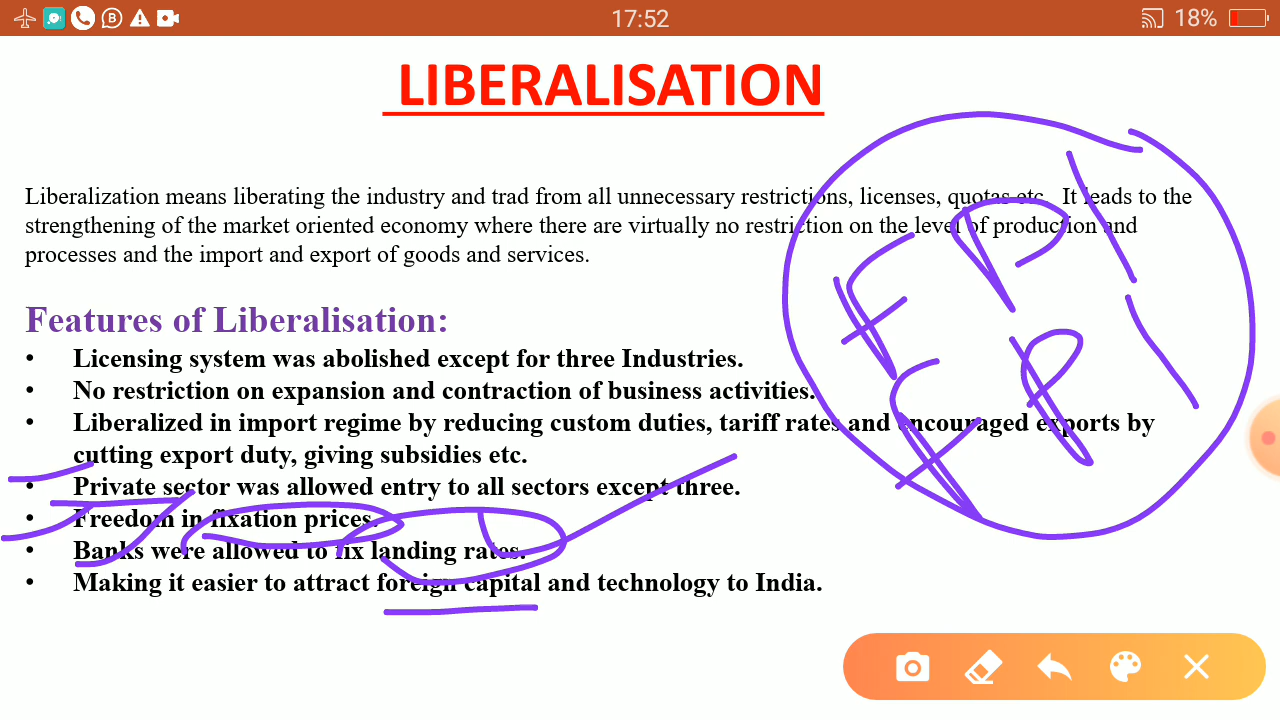 17:52
18%
LIBERALISATION
Liberalization means liberating the industry and trad from all unnecessary restrictions, licenses, quotas etc. It leads to the
strengthening of the market oriented economy where there are virtually no restriction on the level of production and
processes and the import and export of goods and services.
Features of Liberalisation:
• Licensing system was abolished except for three Industries.
• No restriction on expansion and contraction of business activities.
• Liberalized in import regime by reducing custom duties, tariff rates and encouraged exports by
cutting export duty, giving subsidies etc.
• Private sector was allowed entry to all sectors except three.
• Freedom in fixation prices.
• Banks were allowed to fix landing rates.
• Making it easier to attract foreign capital and technology to India.
FPI
FPI